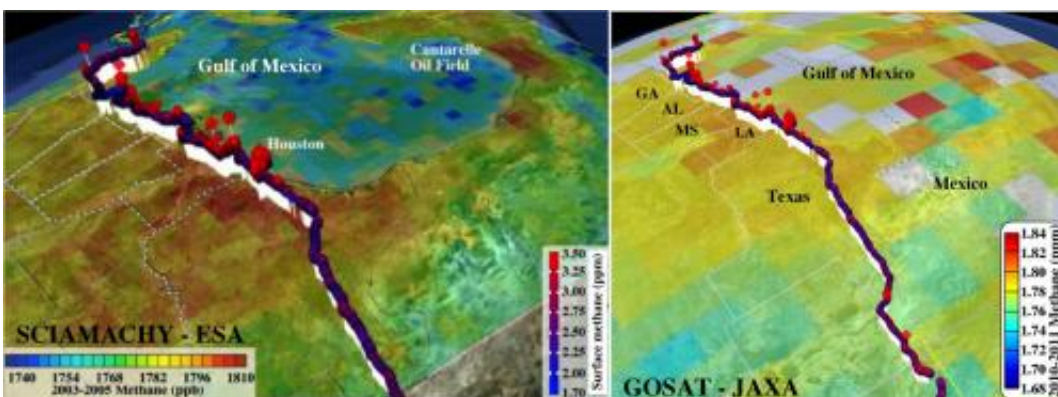 Gulf of Mexico
Cantarelle
Oil Field
Houston
3.50
3.25
3.00
2.75
2.50
2.25
2.00
1.70
Surface methane (ppm)
SCIAMACHY - ESA
1740 1754 1768 1782 1796 1810
2003-2005 Methane (ppb)
Gulf of Mexico
GA
AL
MS
LA
Texas
Mexico
1.84
1.82
1.80
1.78
1.76
1.74
1.72
1.70
1.68
2010-2011 Methane (ppm)
GOSAT - JAXA